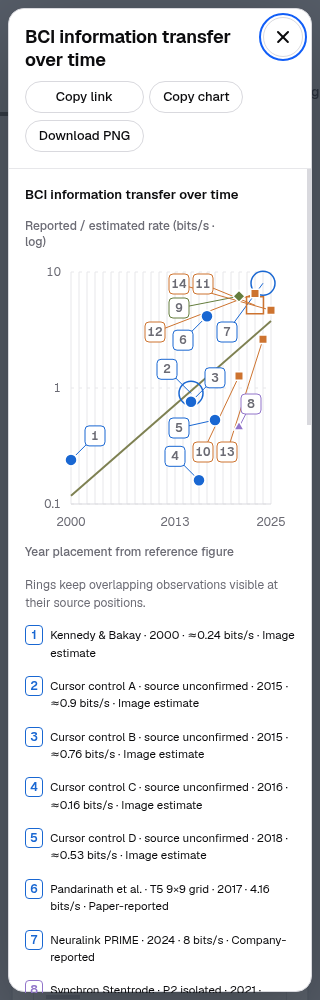 BCI information transfer
over time
Copy link
Copy chart
Download PNG
BCI information transfer over time
Reported / estimated rate (bits/s ·
log)
10
14
11
9
12
6
7
2
3
1
8
1
5
10
13
4
0.1
2000
2013
2025
Year placement from reference figure
Rings keep overlapping observations visible at
their source positions.
1 Kennedy & Bakay · 2000 · ≈0.24 bits/s · Image
estimate
2 Cursor control A · source unconfirmed · 2015 ·
≈0.9 bits/s · Image estimate
3 Cursor control B · source unconfirmed · 2015 ·
≈0.76 bits/s · Image estimate
4 Cursor control C · source unconfirmed · 2016 ·
≈0.16 bits/s · Image estimate
5 Cursor control D · source unconfirmed · 2018 ·
≈0.53 bits/s · Image estimate
6 Pandarinath et al. · T5 9×9 grid · 2017 · 4.16
bits/s · Paper-reported
7 Neuralink PRIME · 2024 · 8 bits/s · Company-
reported
8 Synchron Stentrode · P2 isolated · 2021 ·